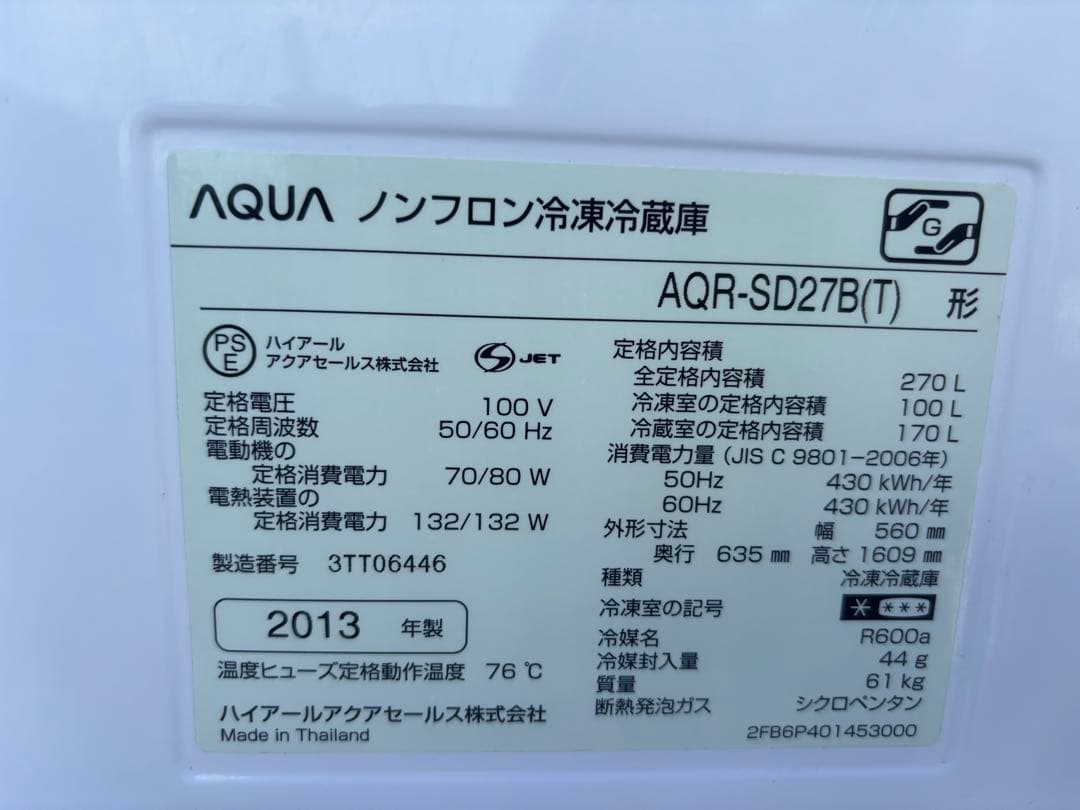 AQUA ノンフロン冷凍冷蔵庫
G
AQR-SD27B(T) 形
PS E ハイアール
アクアセールス株式会社
S JET
定格電圧 100 V
定格周波数 50/60 Hz
電動機の
定格消費電力 70/80 W
電熱装置の
定格消費電力 132/132 W
製造番号 3TT06446
2013 年製
温度ヒューズ定格動作温度 76 ℃
ハイアールアクアセールス株式会社
Made in Thailand
定格内容積
全定格内容積 270 L
冷凍室の定格内容積 100 L
冷蔵室の定格内容積 170 L
消費電力量 (JIS C 9801-2006年)
50Hz 430 kWh/年
60Hz 430 kWh/年
外形寸法 幅 560 ㎜
奥行 635 ㎜ 高さ 1609 ㎜
種類 冷凍冷蔵庫
冷凍室の記号 * ***
冷媒名 R600a
冷媒封入量 44 g
質量 61 kg
断熱発泡ガス シクロペンタン
2FB6P401453000